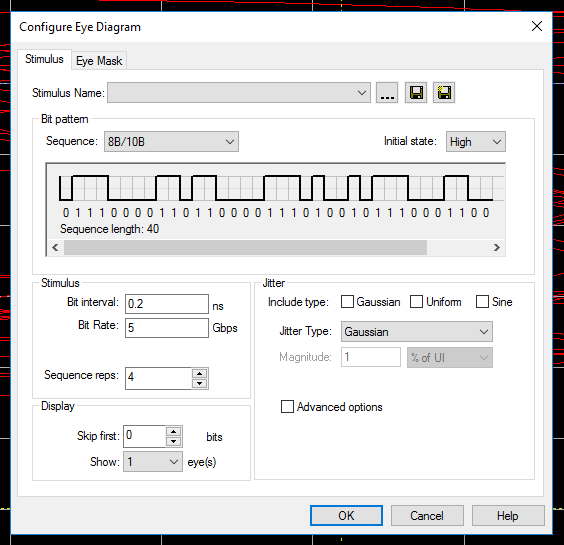 Configure Eye Diagram
Stimulus
Eye Mask
Stimulus Name:
...
Bit pattern
Sequence: 8B/10B
Initial state: High
0 1 1 1 0 0 0 0 1 1 0 1 1 0 0 0 0 1 1 1 0 1 0 0 1 0 1 1 1 0 0 0 1 1 0 0
Sequence length: 40
Stimulus
Bit interval: 0.2 ns
Bit Rate: 5 Gbps
Sequence reps: 4
Jitter
Include type: Gaussian Uniform Sine
Jitter Type: Gaussian
Magnitude: 1 % of UI
Advanced options
Display
Skip first: 0 bits
Show: 1 eye(s)
OK
Cancel
Help